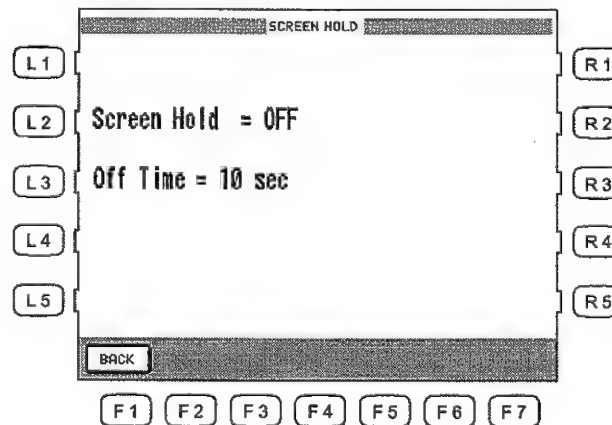 SCREEN HOLD
L1 R1
L2 Screen Hold = OFF R2
L3 Off Time = 10 sec R3
L4 R4
L5 R5
BACK
F1 F2 F3 F4 F5 F6 F7